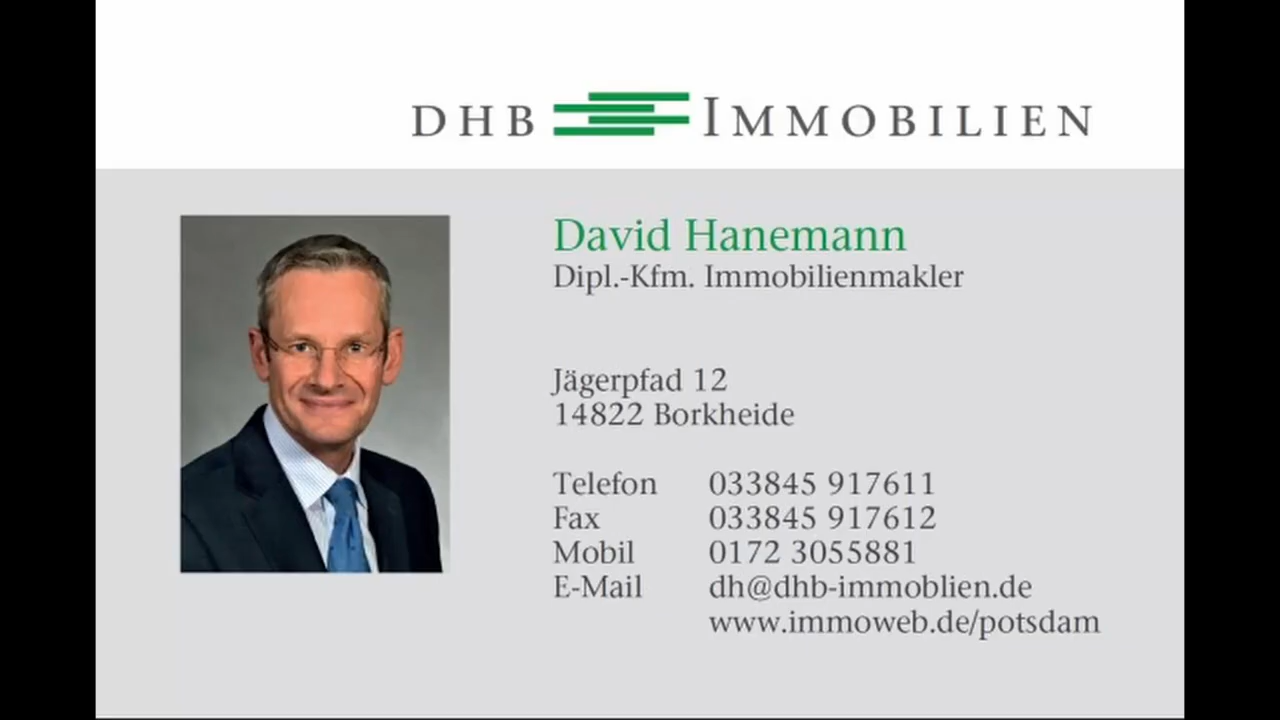 DHB IMMOBILIEN
David Hanemann
Dipl.-Kfm. Immobilienmakler
Jägerpfad 12
14822 Borkheide
Telefon 033845 917611
Fax 033845 917612
Mobil 0172 3055881
E-Mail dh@dhb-immoblien.de
www.immoweb.de/potsdam